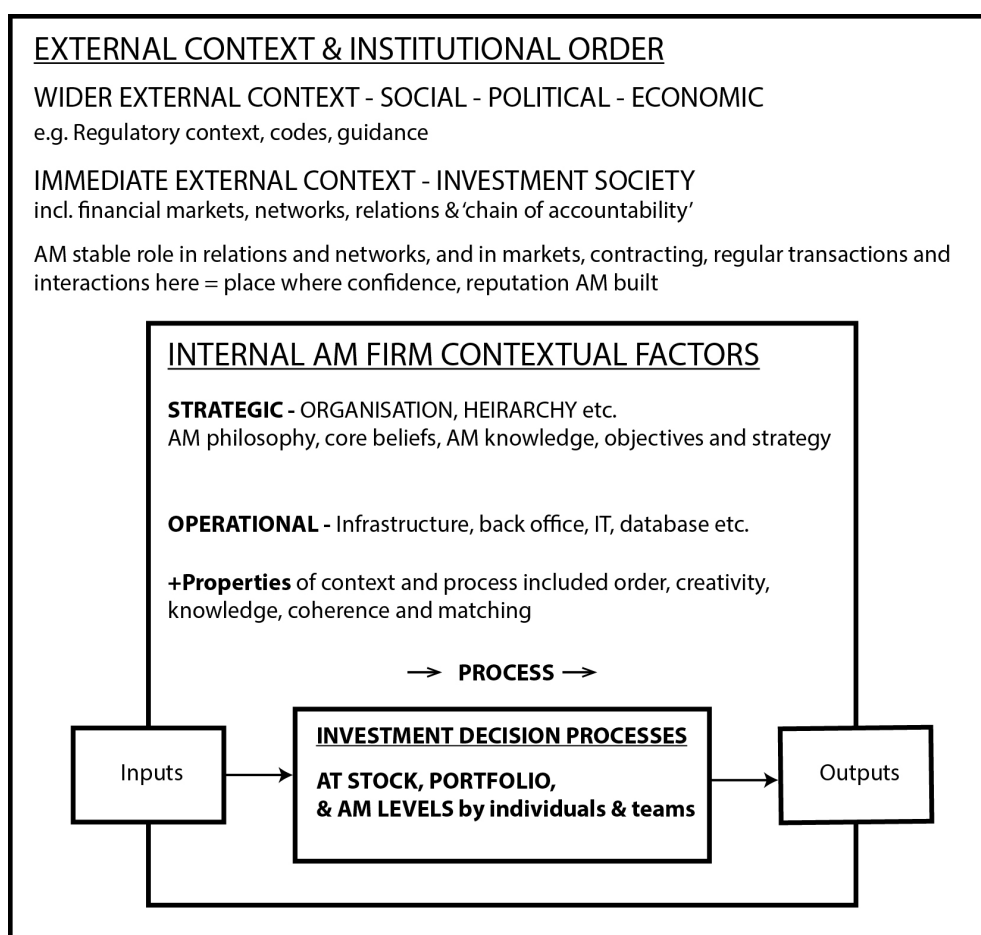 EXTERNAL CONTEXT & INSTITUTIONAL ORDER
WIDER EXTERNAL CONTEXT - SOCIAL - POLITICAL - ECONOMIC
e.g. Regulatory context, codes, guidance
IMMEDIATE EXTERNAL CONTEXT - INVESTMENT SOCIETY
incl. financial markets, networks, relations & ‘chain of accountability’
AM stable role in relations and networks, and in markets, contracting, regular transactions and
interactions here = place where confidence, reputation AM built
INTERNAL AM FIRM CONTEXTUAL FACTORS
STRATEGIC - ORGANISATION, HEIRARCHY etc.
AM philosophy, core beliefs, AM knowledge, objectives and strategy
OPERATIONAL - Infrastructure, back office, IT, database etc.
+Properties of context and process included order, creativity,
knowledge, coherence and matching
PROCESS
Inputs
INVESTMENT DECISION PROCESSES
AT STOCK, PORTFOLIO,
& AM LEVELS by individuals & teams
Outputs